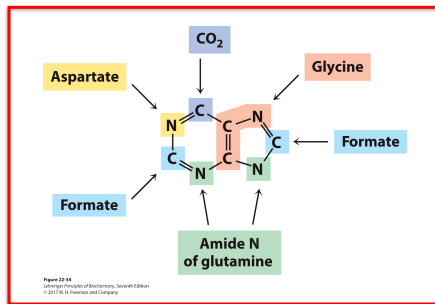 CO₂
Aspartate
Glycine
N
C
C
N
C
C
C
N
N
Formate
Formate
Amide N
of glutamine
Figure 22-34
Lehninger Principles of Biochemistry, Seventh Edition
© 2017 W. H. Freeman and Company